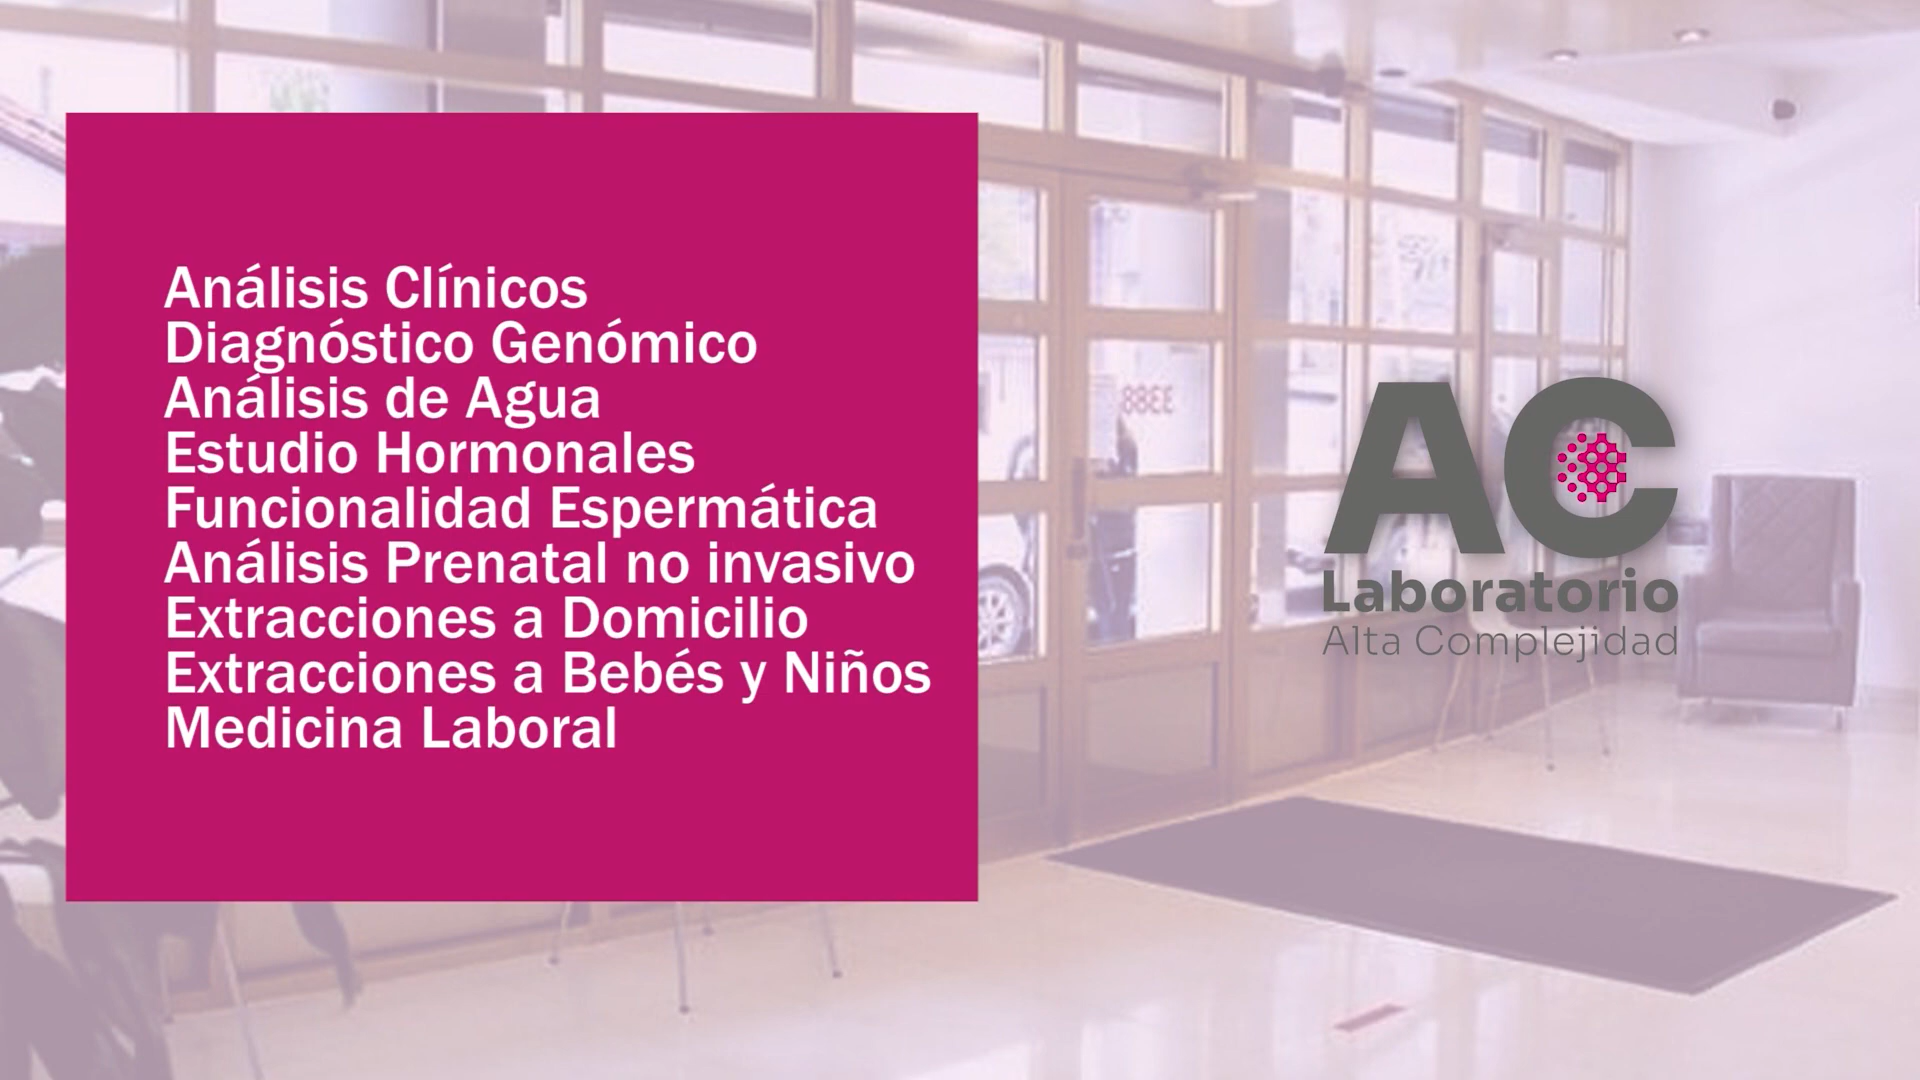 Análisis Clínicos
Diagnóstico Genómico
Análisis de Agua
Estudio Hormonales
Funcionalidad Espermática
Análisis Prenatal no invasivo
Extracciones a Domicilio
Extracciones a Bebés y Niños
Medicina Laboral
3388
AC
Laboratorio
Alta Complejidad